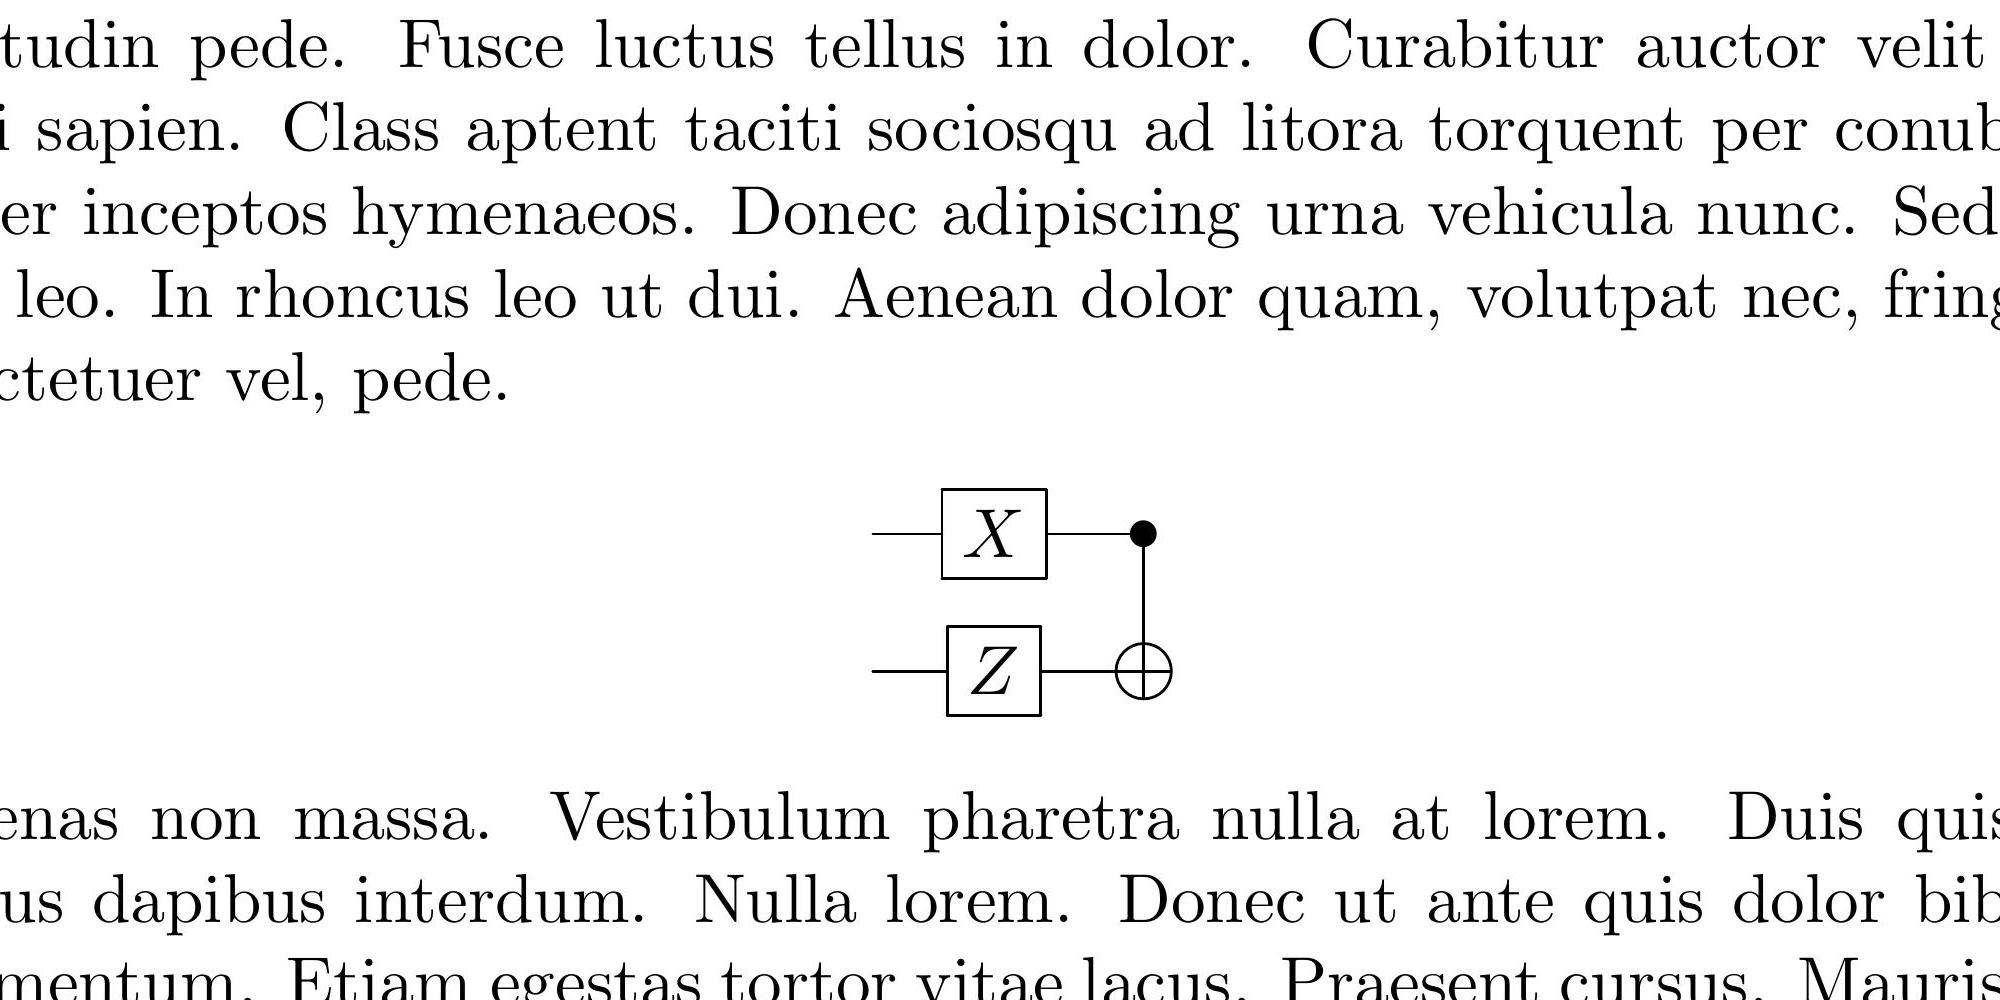 tudin pede. Fusce luctus tellus in dolor. Curabitur auctor velit
i sapien. Class aptent taciti sociosqu ad litora torquent per conub
er inceptos hymenaeos. Donec adipiscing urna vehicula nunc. Sed
leo. In rhoncus leo ut dui. Aenean dolor quam, volutpat nec, fring
ctetuer vel, pede.
X
Z
enas non massa. Vestibulum pharetra nulla at lorem. Duis quis
us dapibus interdum. Nulla lorem. Donec ut ante quis dolor bib
mentum. Etiam egestas tortor vitae lacus. Praesent cursus. Mauris